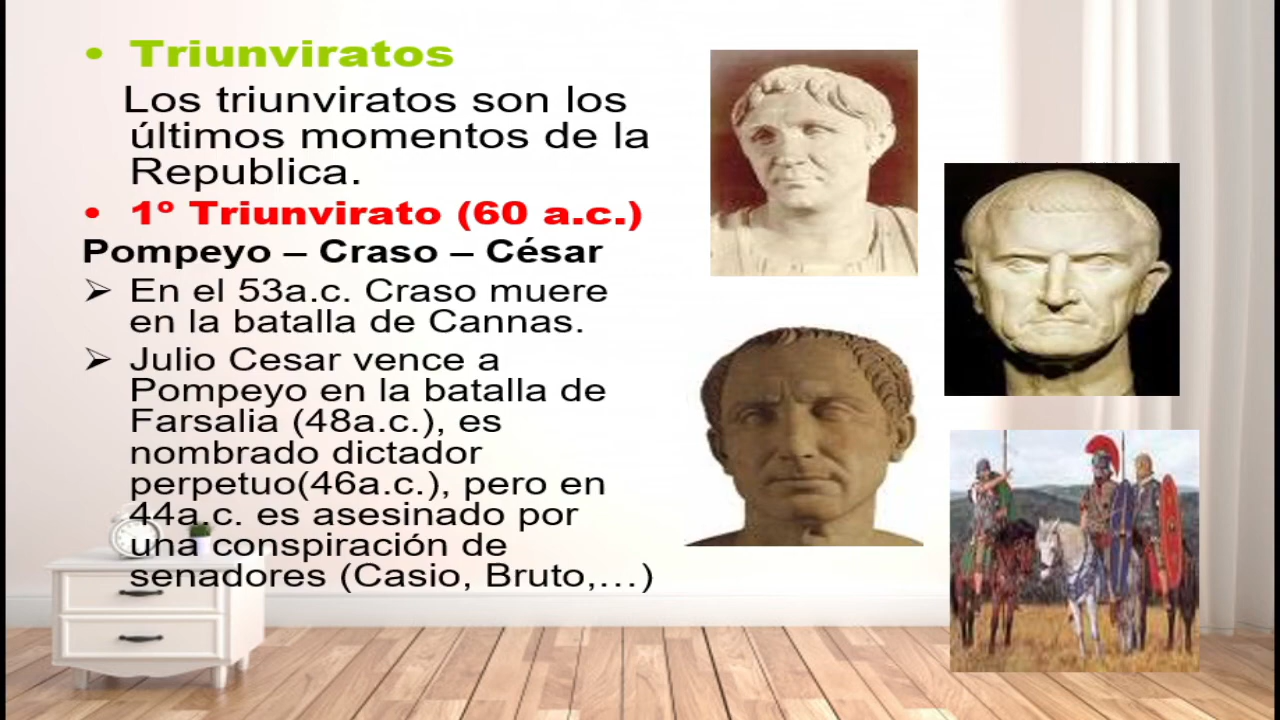 • Triunviratos
Los triunviratos son los
últimos momentos de la
Republica.
• 1º Triunvirato (60 a.c.)
Pompeyo – Craso – César
➢ En el 53a.c. Craso muere
en la batalla de Cannas.
➢ Julio Cesar vence a
Pompeyo en la batalla de
Farsalia (48a.c.), es
nombrado dictador
perpetuo(46a.c.), pero en
44a.c. es asesinado por
una conspiración de
senadores (Casio, Bruto,…)